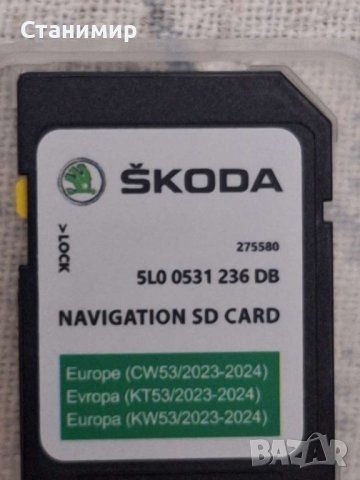 Станимир
ŠKODA
>LOCK
275580
5L0 0531 236 DB
NAVIGATION SD CARD
Europe (CW53/2023-2024)
Evropa (KT53/2023-2024)
Europa (KW53/2023-2024)
BAZAR